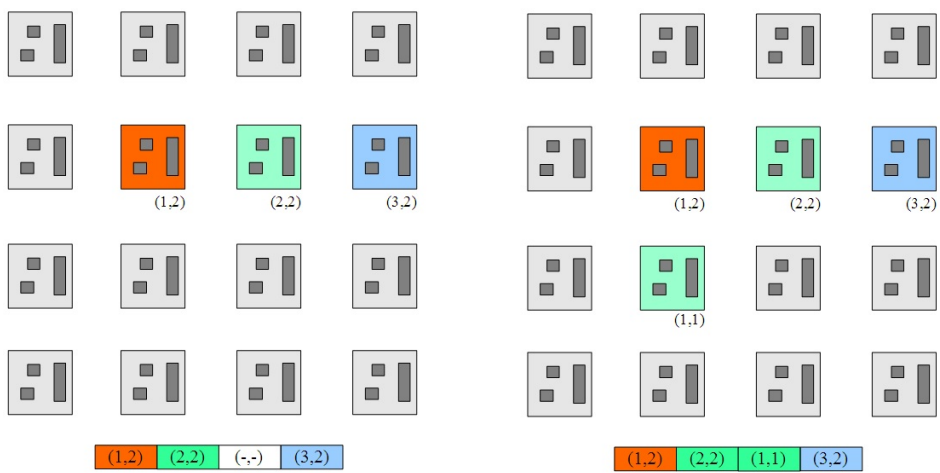 (1,2) (2,2) (3,2)
(1,2) (2,2) (-,-) (3,2)
(1,2) (2,2) (3,2)
(1,1)
(1,2) (2,2) (1,1) (3,2)